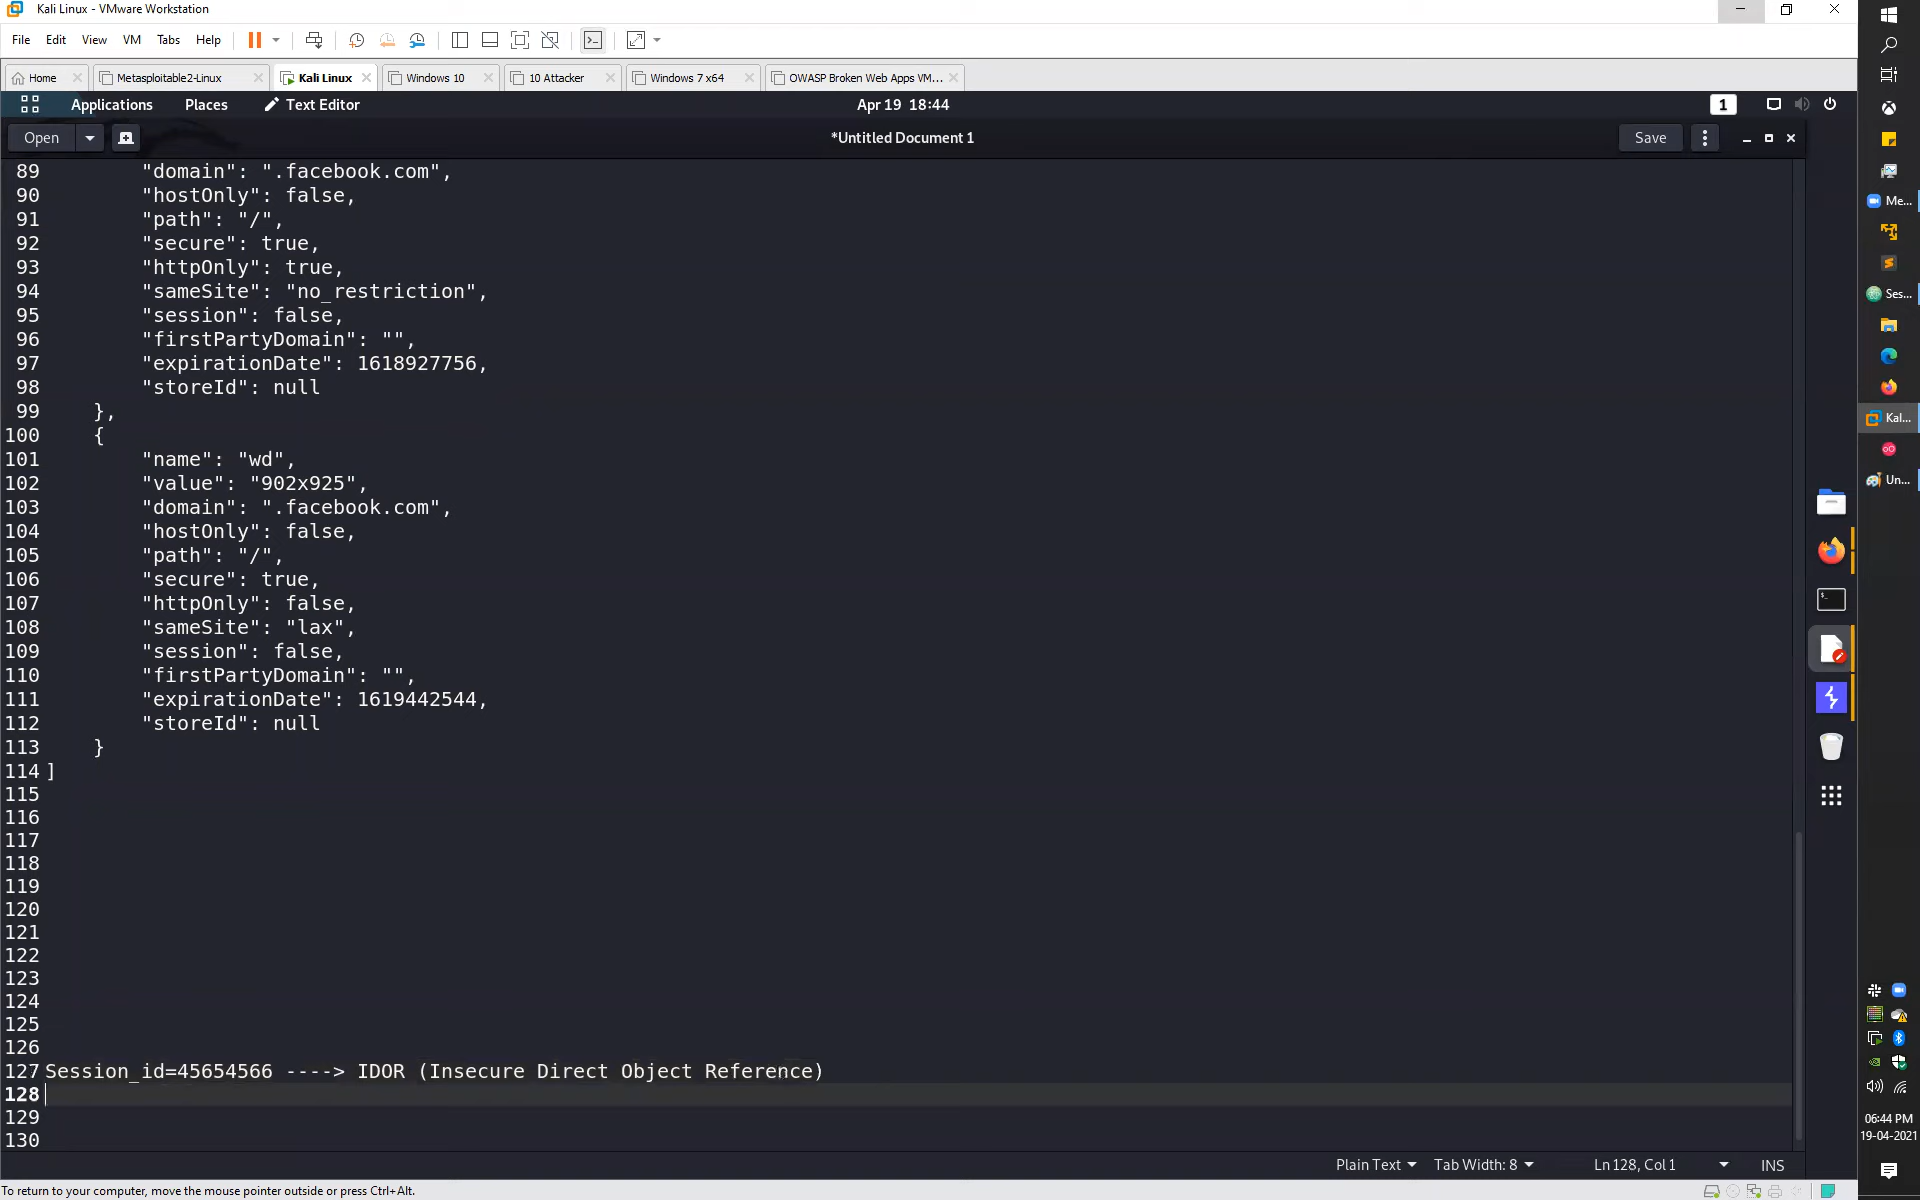 Kali Linux - VMware Workstation
File Edit View VM Tabs Help
Home Metasploitable2-Linux Kali Linux Windows 10 10 Attacker Windows 7 x64 OWASP Broken Web Apps VM...
Applications Places Text Editor Apr 19 18:44 1
Open *Untitled Document 1 Save
89 "domain": ".facebook.com",
90 "hostOnly": false,
91 "path": "/",
92 "secure": true,
93 "httpOnly": true,
94 "sameSite": "no_restriction",
95 "session": false,
96 "firstPartyDomain": "",
97 "expirationDate": 1618927756,
98 "storeId": null
99 },
100 {
101 "name": "wd",
102 "value": "902x925",
103 "domain": ".facebook.com",
104 "hostOnly": false,
105 "path": "/",
106 "secure": true,
107 "httpOnly": false,
108 "sameSite": "lax",
109 "session": false,
110 "firstPartyDomain": "",
111 "expirationDate": 1619442544,
112 "storeId": null
113 }
114 ]
115
116
117
118
119
120
121
122
123
124
125
126
127 Session_id=45654566 ----> IDOR (Insecure Direct Object Reference)
128
129
130
Plain Text Tab Width: 8 Ln 128, Col 1 INS
To return to your computer, move the mouse pointer outside or press Ctrl+Alt.
Me...
Ses...
Kal...
Un...
06:44 PM
19-04-2021